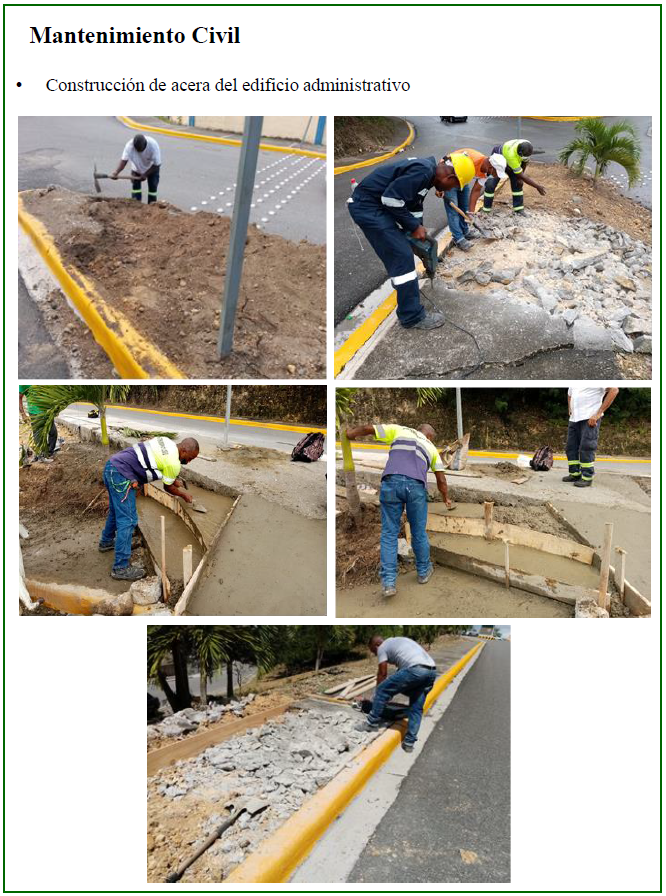 Mantenimiento Civil
• Construcción de acera del edificio administrativo